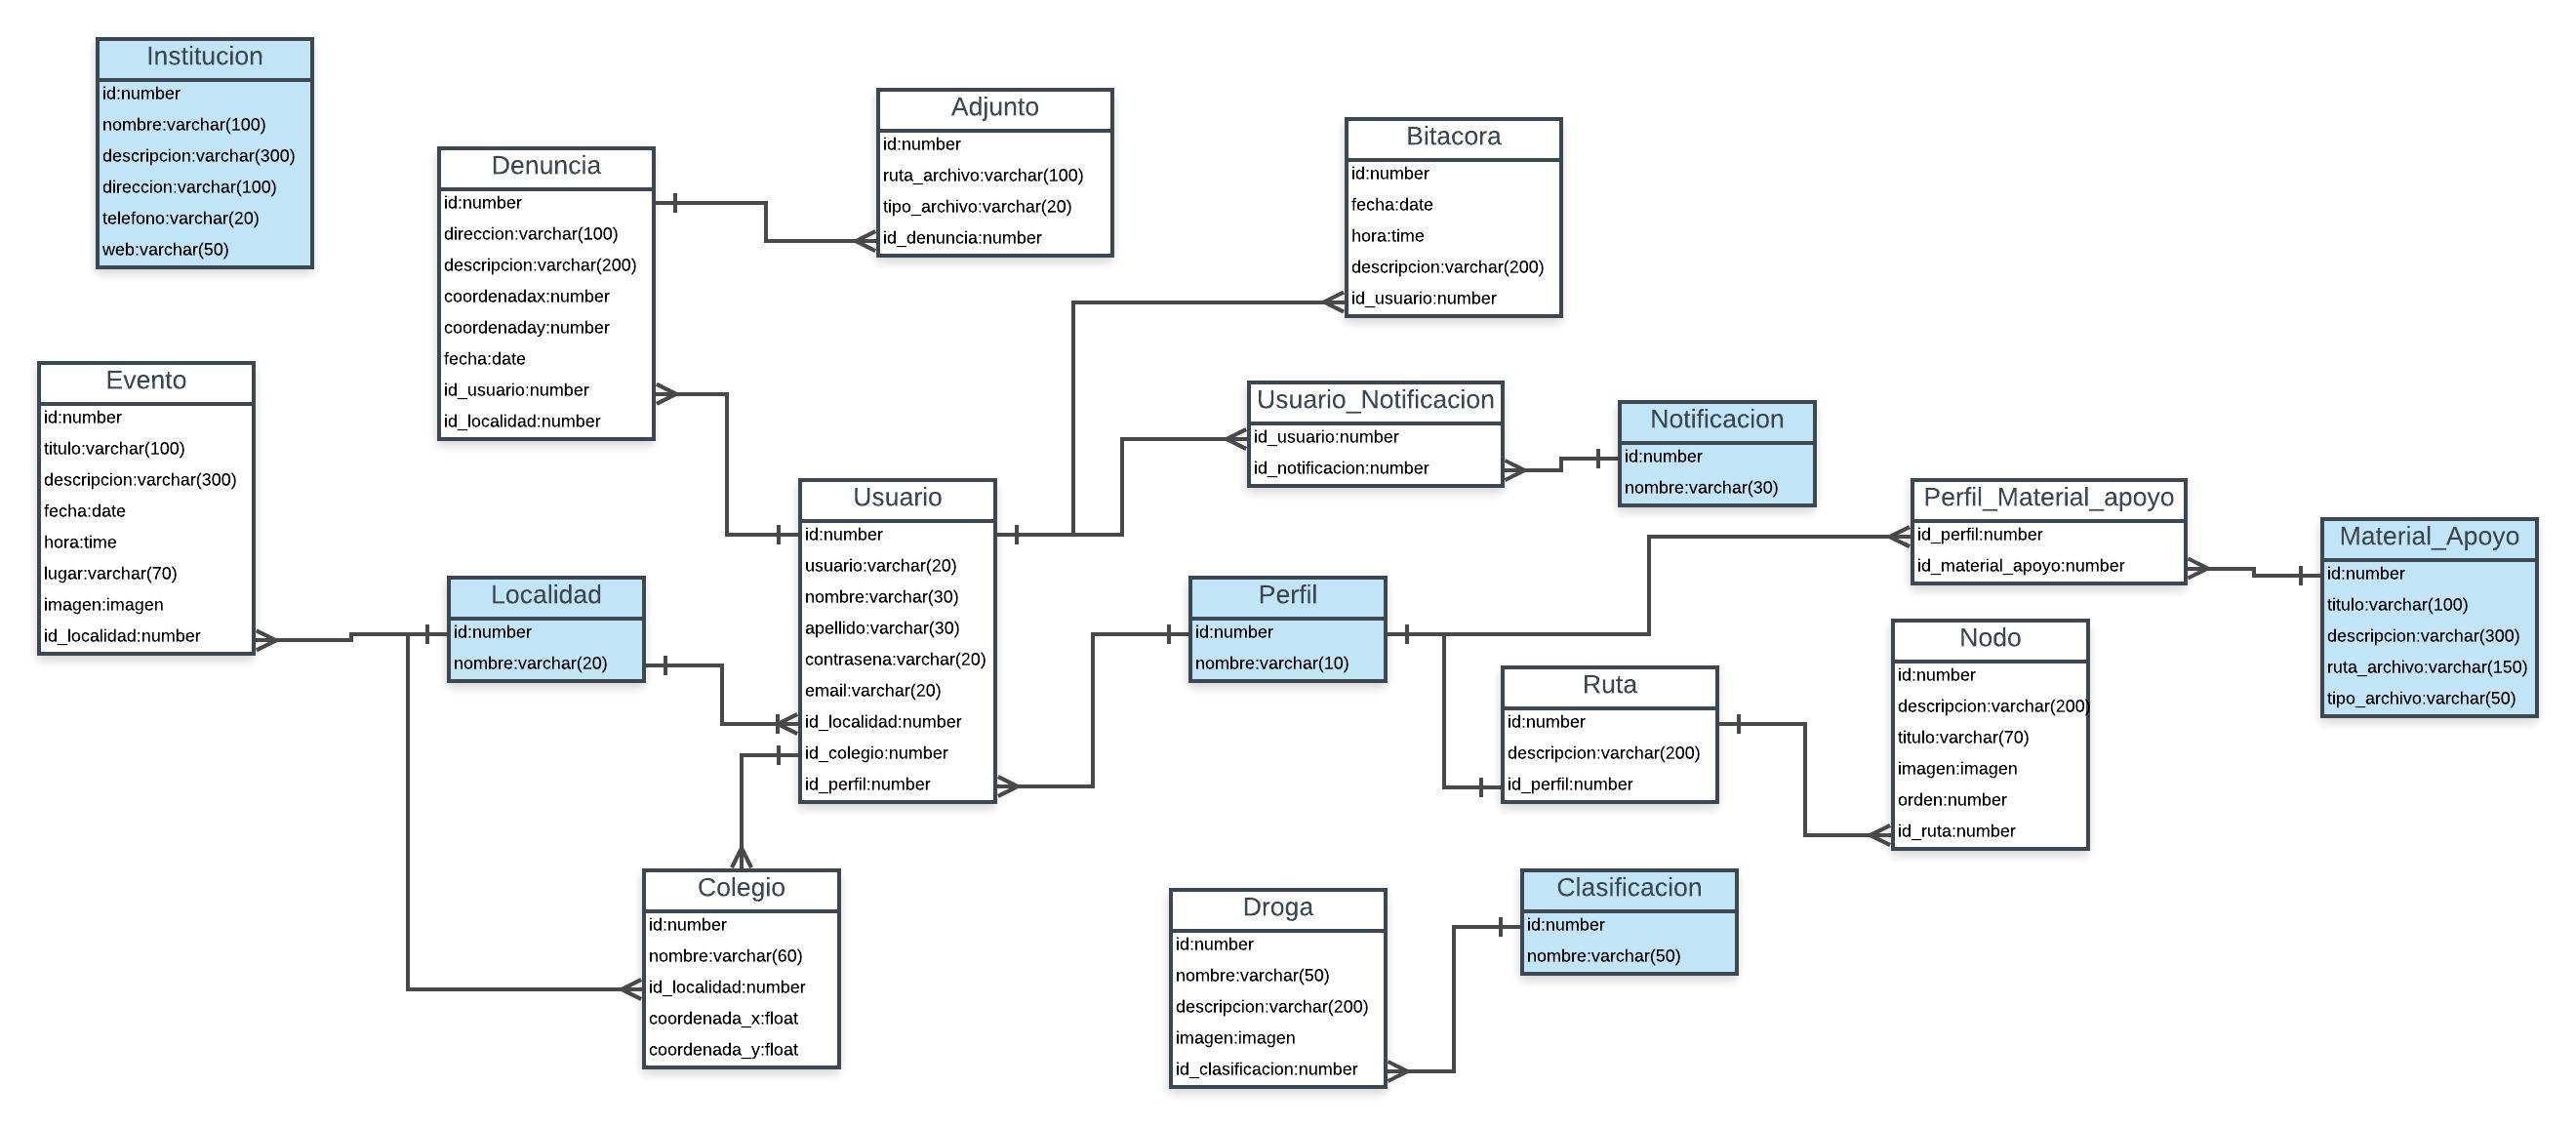 Institucion
id:number
nombre:varchar(100)
descripcion:varchar(300)
direccion:varchar(100)
telefono:varchar(20)
web:varchar(50)
Denuncia
id:number
direccion:varchar(100)
descripcion:varchar(200)
coordenadax:number
coordenaday:number
fecha:date
id_usuario:number
id_localidad:number
Adjunto
id:number
ruta_archivo:varchar(100)
tipo_archivo:varchar(20)
id_denuncia:number
Bitacora
id:number
fecha:date
hora:time
descripcion:varchar(200)
id_usuario:number
Evento
id:number
titulo:varchar(100)
descripcion:varchar(300)
fecha:date
hora:time
lugar:varchar(70)
imagen:imagen
id_localidad:number
Localidad
id:number
nombre:varchar(20)
Usuario
id:number
usuario:varchar(20)
nombre:varchar(30)
apellido:varchar(30)
contrasena:varchar(20)
email:varchar(20)
id_localidad:number
id_colegio:number
id_perfil:number
Usuario_Notificacion
id_usuario:number
id_notificacion:number
Notificacion
id:number
nombre:varchar(30)
Perfil_Material_apoyo
id_perfil:number
id_material_apoyo:number
Material_Apoyo
id:number
titulo:varchar(100)
descripcion:varchar(300)
ruta_archivo:varchar(150)
tipo_archivo:varchar(50)
Perfil
id:number
nombre:varchar(10)
Ruta
id:number
descripcion:varchar(200)
id_perfil:number
Nodo
id:number
descripcion:varchar(200)
titulo:varchar(70)
imagen:imagen
orden:number
id_ruta:number
Colegio
id:number
nombre:varchar(60)
id_localidad:number
coordenada_x:float
coordenada_y:float
Droga
id:number
nombre:varchar(50)
descripcion:varchar(200)
imagen:imagen
id_clasificacion:number
Clasificacion
id:number
nombre:varchar(50)